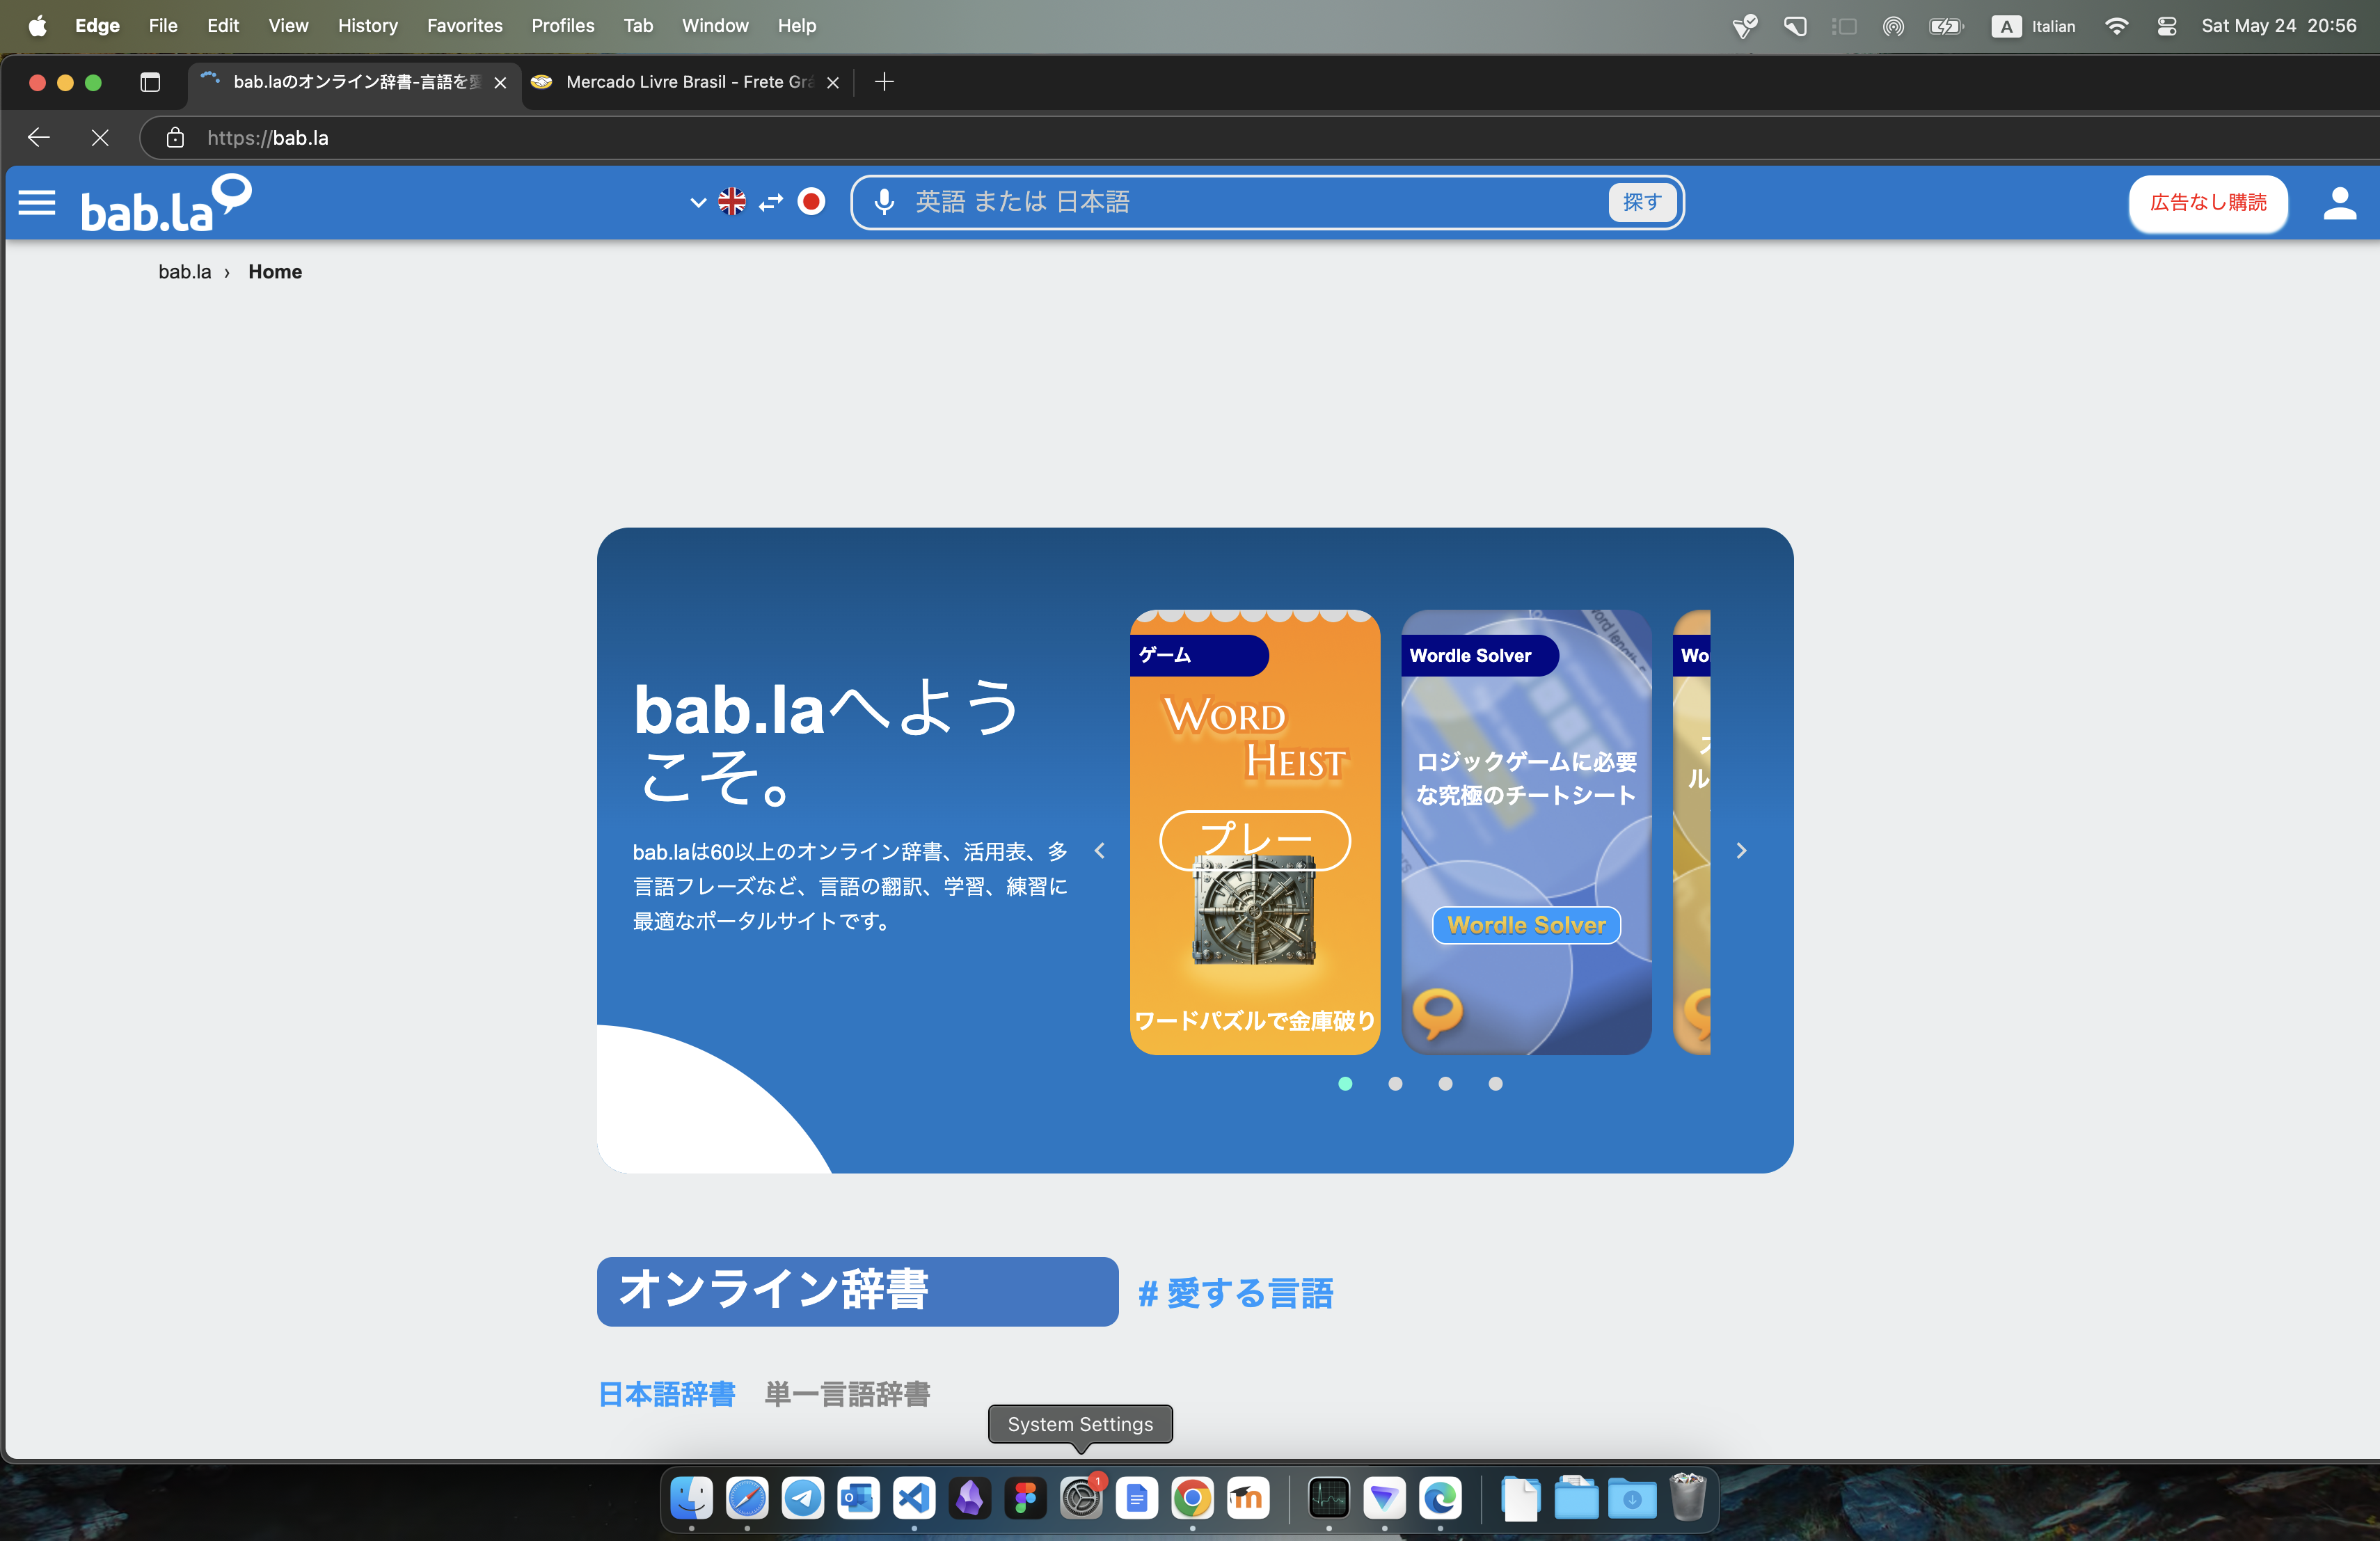 Edge File Edit View History Favorites Profiles Tab Window Help
A Italian Sat May 24 20:56
bab.laのオンライン辞書-言語を愛 Mercado Livre Brasil - Frete Grá
https://bab.la
bab.la
英語 または 日本語 探す
広告なし購読
bab.la › Home
bab.laへよう
こそ。
bab.laは60以上のオンライン辞書、活用表、多
言語フレーズなど、言語の翻訳、学習、練習に
最適なポータルサイトです。
ゲーム
WORD
HEIST
プレー
ワードパズルで金庫破り
Wordle Solver
ロジックゲームに必要
な究極のチートシート
Wordle Solver
Wo
ル
オンライン辞書
# 愛する言語
日本語辞書 単一言語辞書
System Settings
1